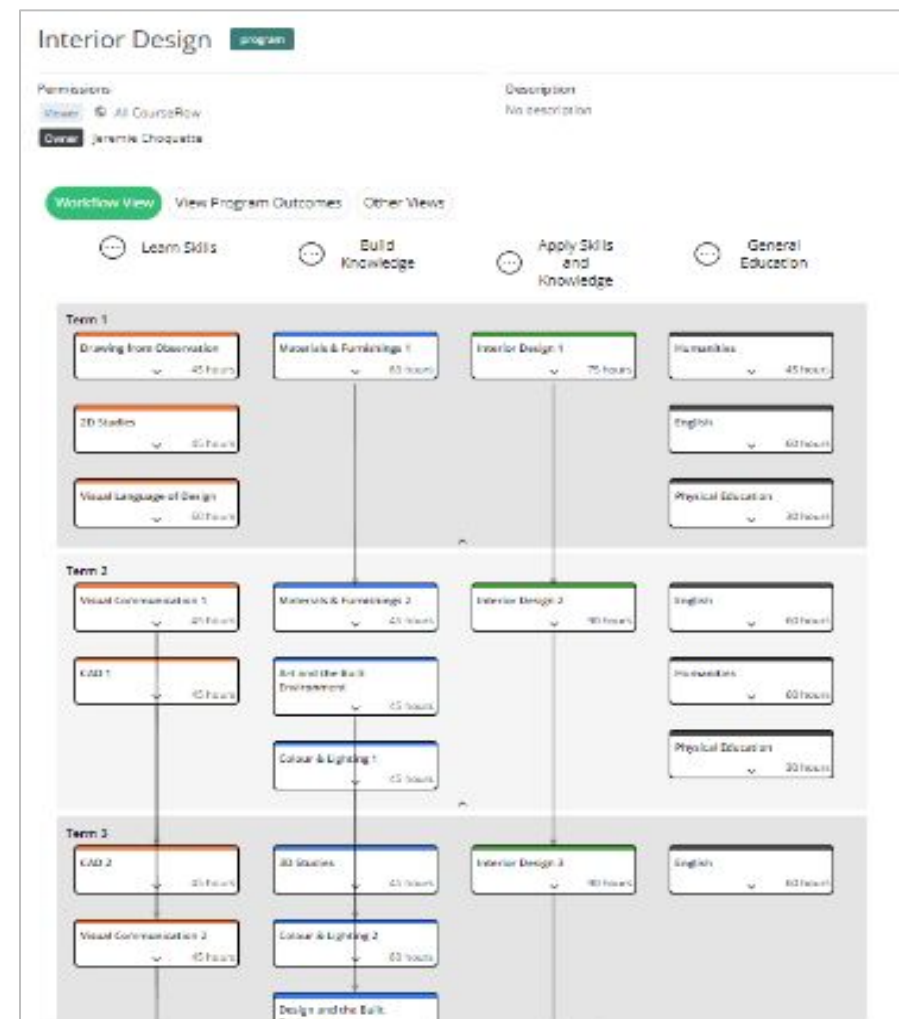 Interior Design program
Permissions
Viewer All CourseFlow
Owner Jeremie Choquette
Description
No description
Workflow View View Program Outcomes Other Views
Learn Skills
Build
Knowledge
Apply Skills
and
Knowledge
General
Education
Term 1
Drawing from Observation
45 hours
Materials & Furnishings 1
60 hours
Interior Design 1
75 hours
Humanities
45 hours
2D Studies
45 hours
English
60 hours
Visual Language of Design
60 hours
Physical Education
30 hours
Term 2
Visual Communication 1
45 hours
Materials & Furnishings 2
45 hours
Interior Design 2
90 hours
English
60 hours
CAD 1
45 hours
Art and the Built
Environment
45 hours
Humanities
60 hours
Colour & Lighting 1
45 hours
Physical Education
30 hours
Term 3
CAD 2
45 hours
3D Studies
45 hours
Interior Design 3
90 hours
English
60 hours
Visual Communication 2
45 hours
Colour & Lighting 2
60 hours
Design and the Built